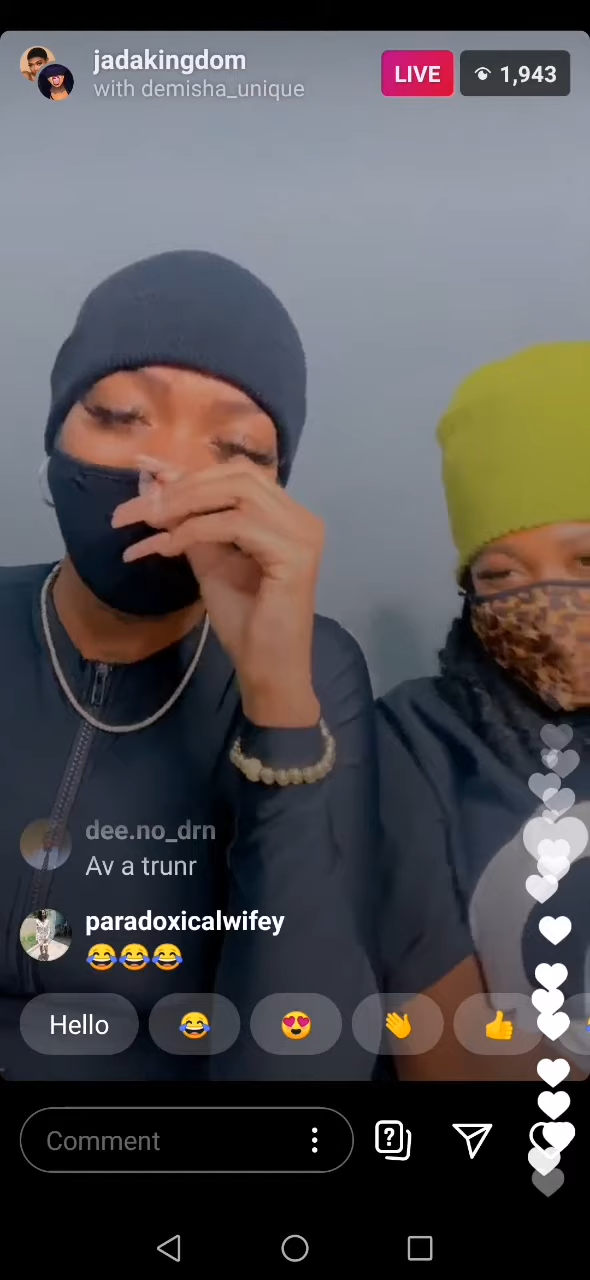 jadakingdom
with demisha_unique
LIVE
1,943
dee.no_drn
Av a trunr
paradoxicalwifey
😂😂😂
Hello
Comment